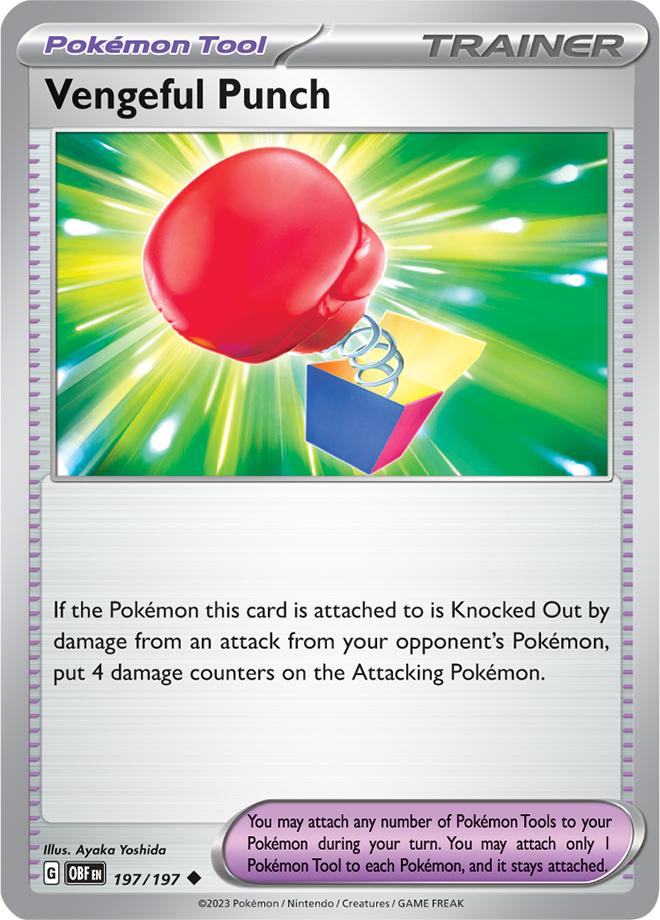 Pokémon Tool
TRAINER
Vengeful Punch
If the Pokémon this card is attached to is Knocked Out by
damage from an attack from your opponent's Pokémon,
put 4 damage counters on the Attacking Pokémon.
You may attach any number of Pokémon Tools to your
Pokémon during your turn. You may attach only 1
Pokémon Tool to each Pokémon, and it stays attached.
Illus. Ayaka Yoshida
G OBF EN 197/197
©2023 Pokémon / Nintendo / Creatures / GAME FREAK